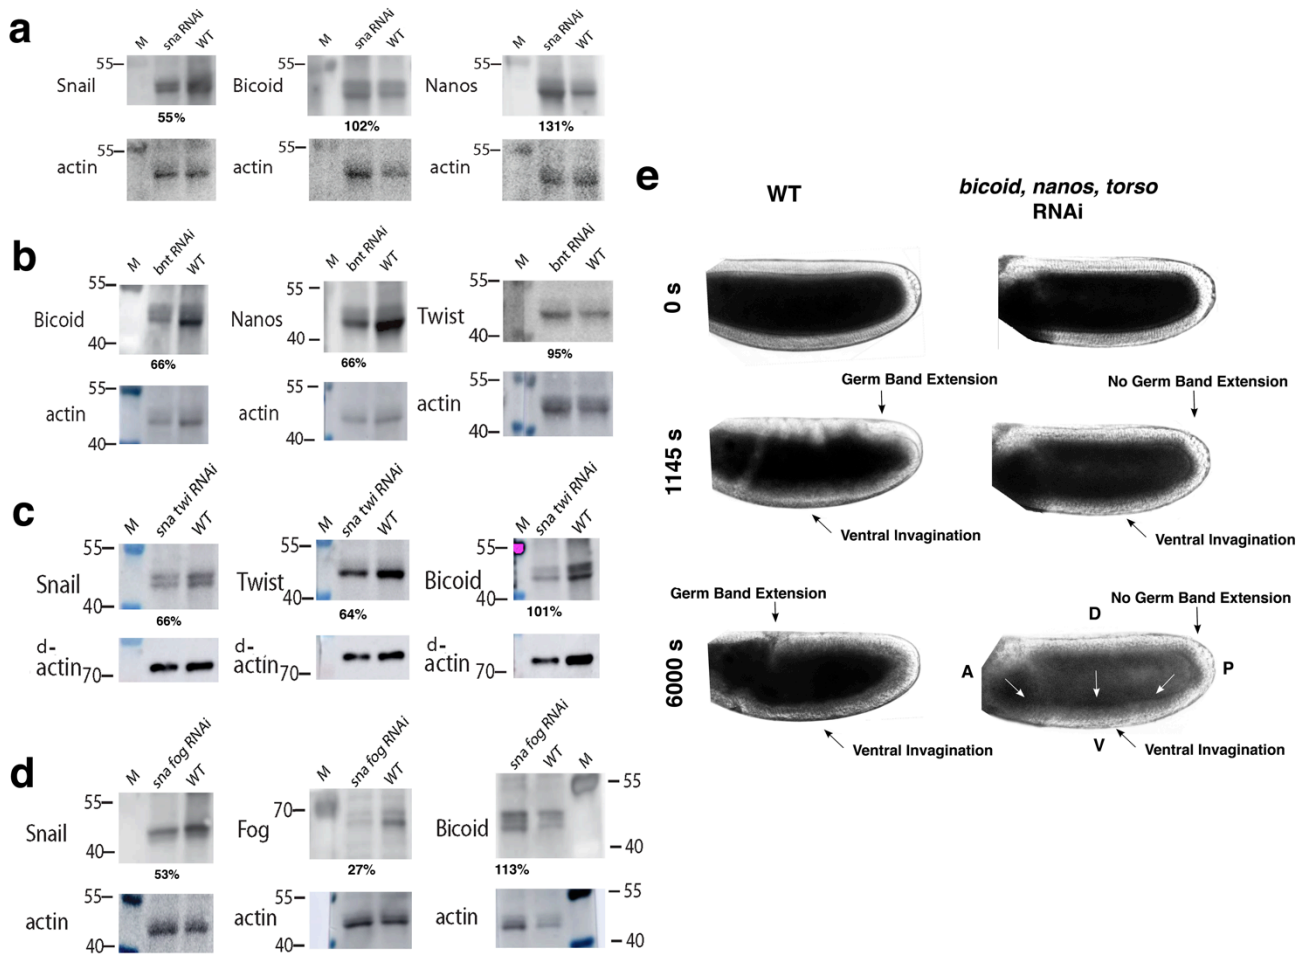 a
M
sna RNAi
WT
M
sna RNAi
WT
M
sna RNAi
WT
55
Snail
55
Bicoid
55
Nanos
55%
102%
131%
55
actin
55
actin
55
actin
b
M
bnt RNAi
WT
M
bnt RNAi
WT
M
bnt RNAi
WT
55
Bicoid
40
55
Nanos
40
55
Twist
40
66%
66%
95%
55
actin
40
55
actin
40
55
actin
40
c
M
sna twi RNAi
WT
M
sna twi RNAi
WT
M
sna twi RNAi
WT
55
Snail
40
55
Twist
40
55
Bicoid
40
66%
64%
101%
d-
actin
70
d-
actin
70
d-
actin
70
d
M
sna fog RNAi
WT
M
sna fog RNAi
WT
sna fog RNAi
WT
M
55
Snail
40
70
Fog
55
Bicoid
40
53%
27%
113%
55
actin
40
55
actin
40
55
actin
40
e
WT
bicoid, nanos, torso
RNAi
0 s
Germ Band Extension
No Germ Band Extension
1145 s
Ventral Invagination
Ventral Invagination
Germ Band Extension
No Germ Band Extension
D
6000 s
A
P
V
Ventral Invagination
Ventral Invagination